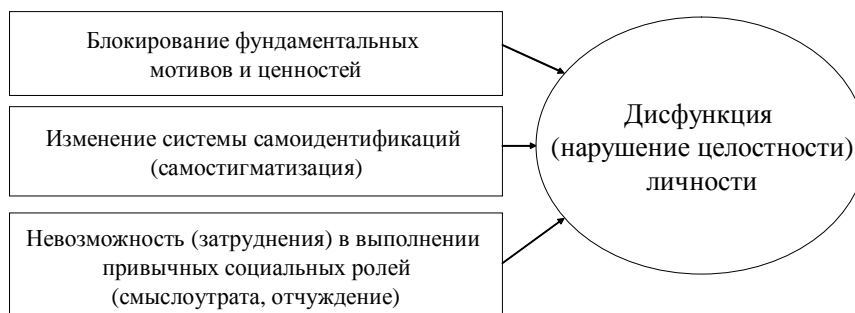 Блокирование фундаментальных
мотивов и ценностей
Изменение системы самоидентификаций
(самостигматизация)
Невозможность (затруднения) в выполнении
привычных социальных ролей
(смыслоутрата, отчуждение)
Дисфункция
(нарушение целостности)
личности